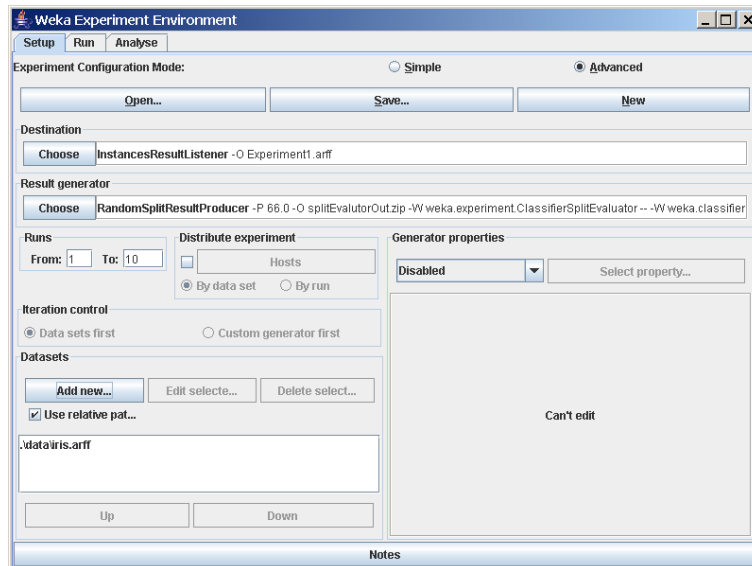 Weka Experiment Environment
Setup Run Analyse
Experiment Configuration Mode: Simple Advanced
Open... Save... New
Destination
Choose InstancesResultListener -O Experiment1.arff
Result generator
Choose RandomSplitResultProducer -P 66.0 -O splitEvalutorOut.zip -W weka.experiment.ClassifierSplitEvaluator -- -W weka.classifier
Runs
From: 1 To: 10
Distribute experiment
Hosts
By data set By run
Generator properties
Disabled Select property...
Iteration control
Data sets first Custom generator first
Datasets
Add new... Edit selecte... Delete select...
Use relative pat...
.\data\iris.arff
Can't edit
Up Down
Notes